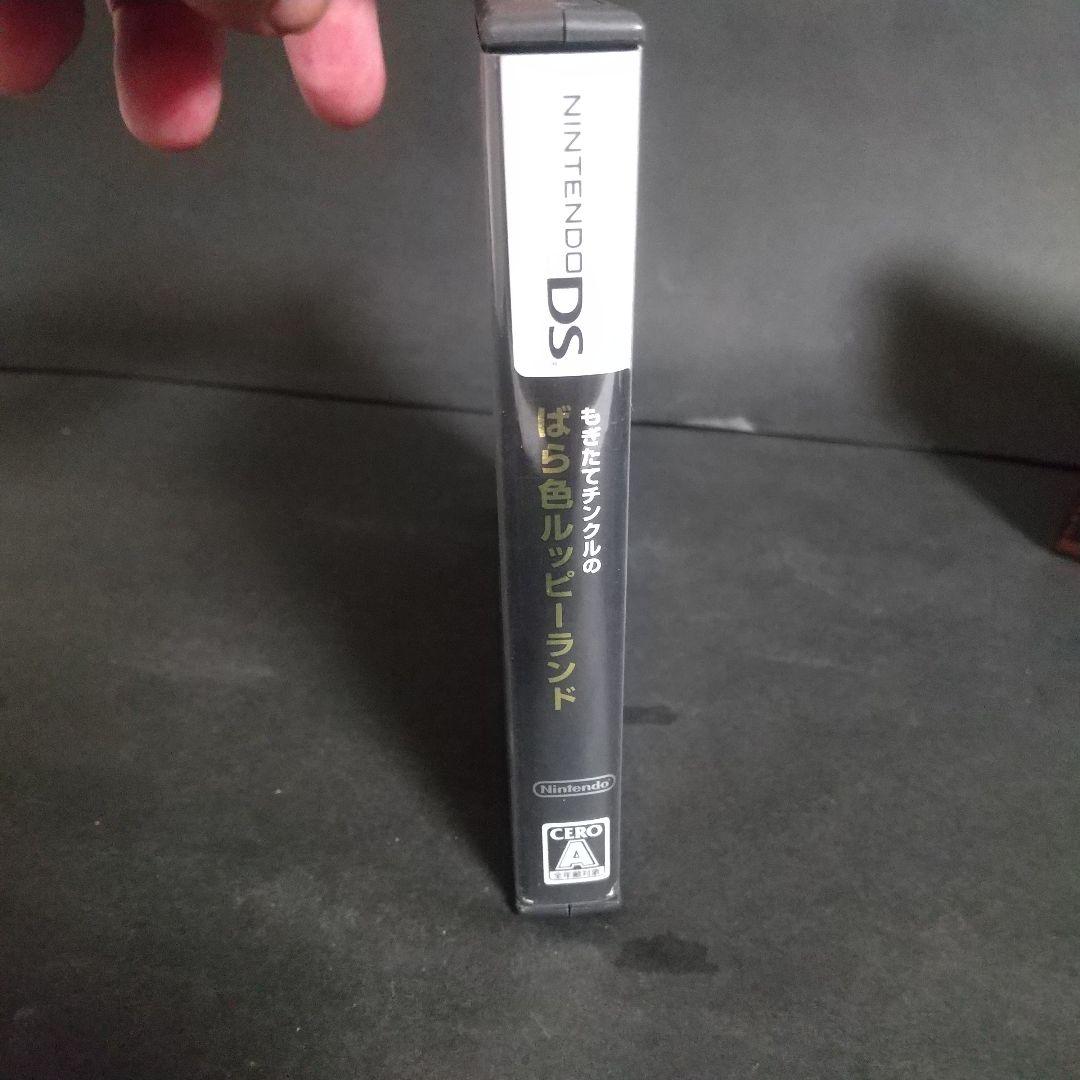 NINTENDO DS
もぎたてチンクルの
ばら色ルッピーランド
Nintendo
CERO
A
全年齢対象